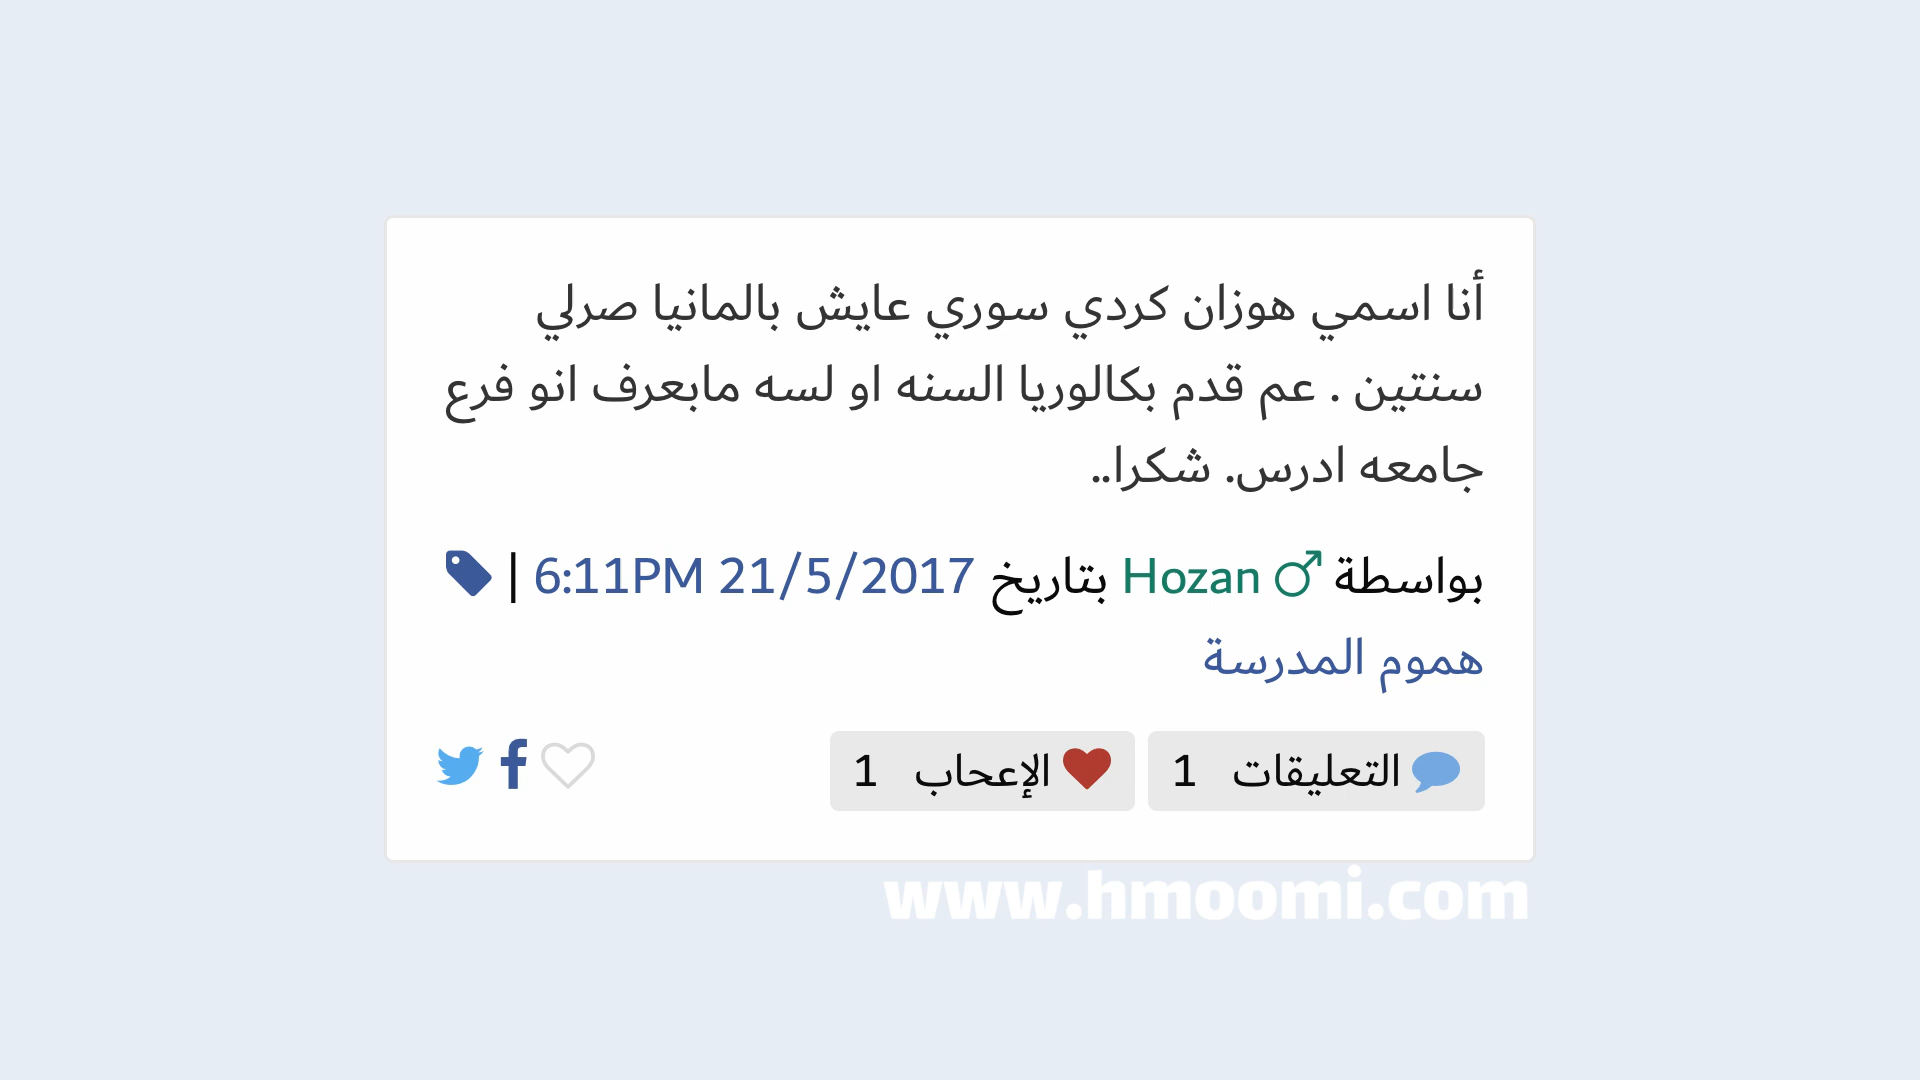 أنا اسمي هوزان كردي سوري عايش بالمانيا صرلي
سنتين . عم قدم بكالوريا السنه او لسه مابعرف انو فرع
جامعه ادرس. شكرا..
بواسطة Hozan بتاريخ 6:11PM 21/5/2017 |
هموم المدرسة
التعليقات 1 الإعجاب 1
www.hmoomi.com